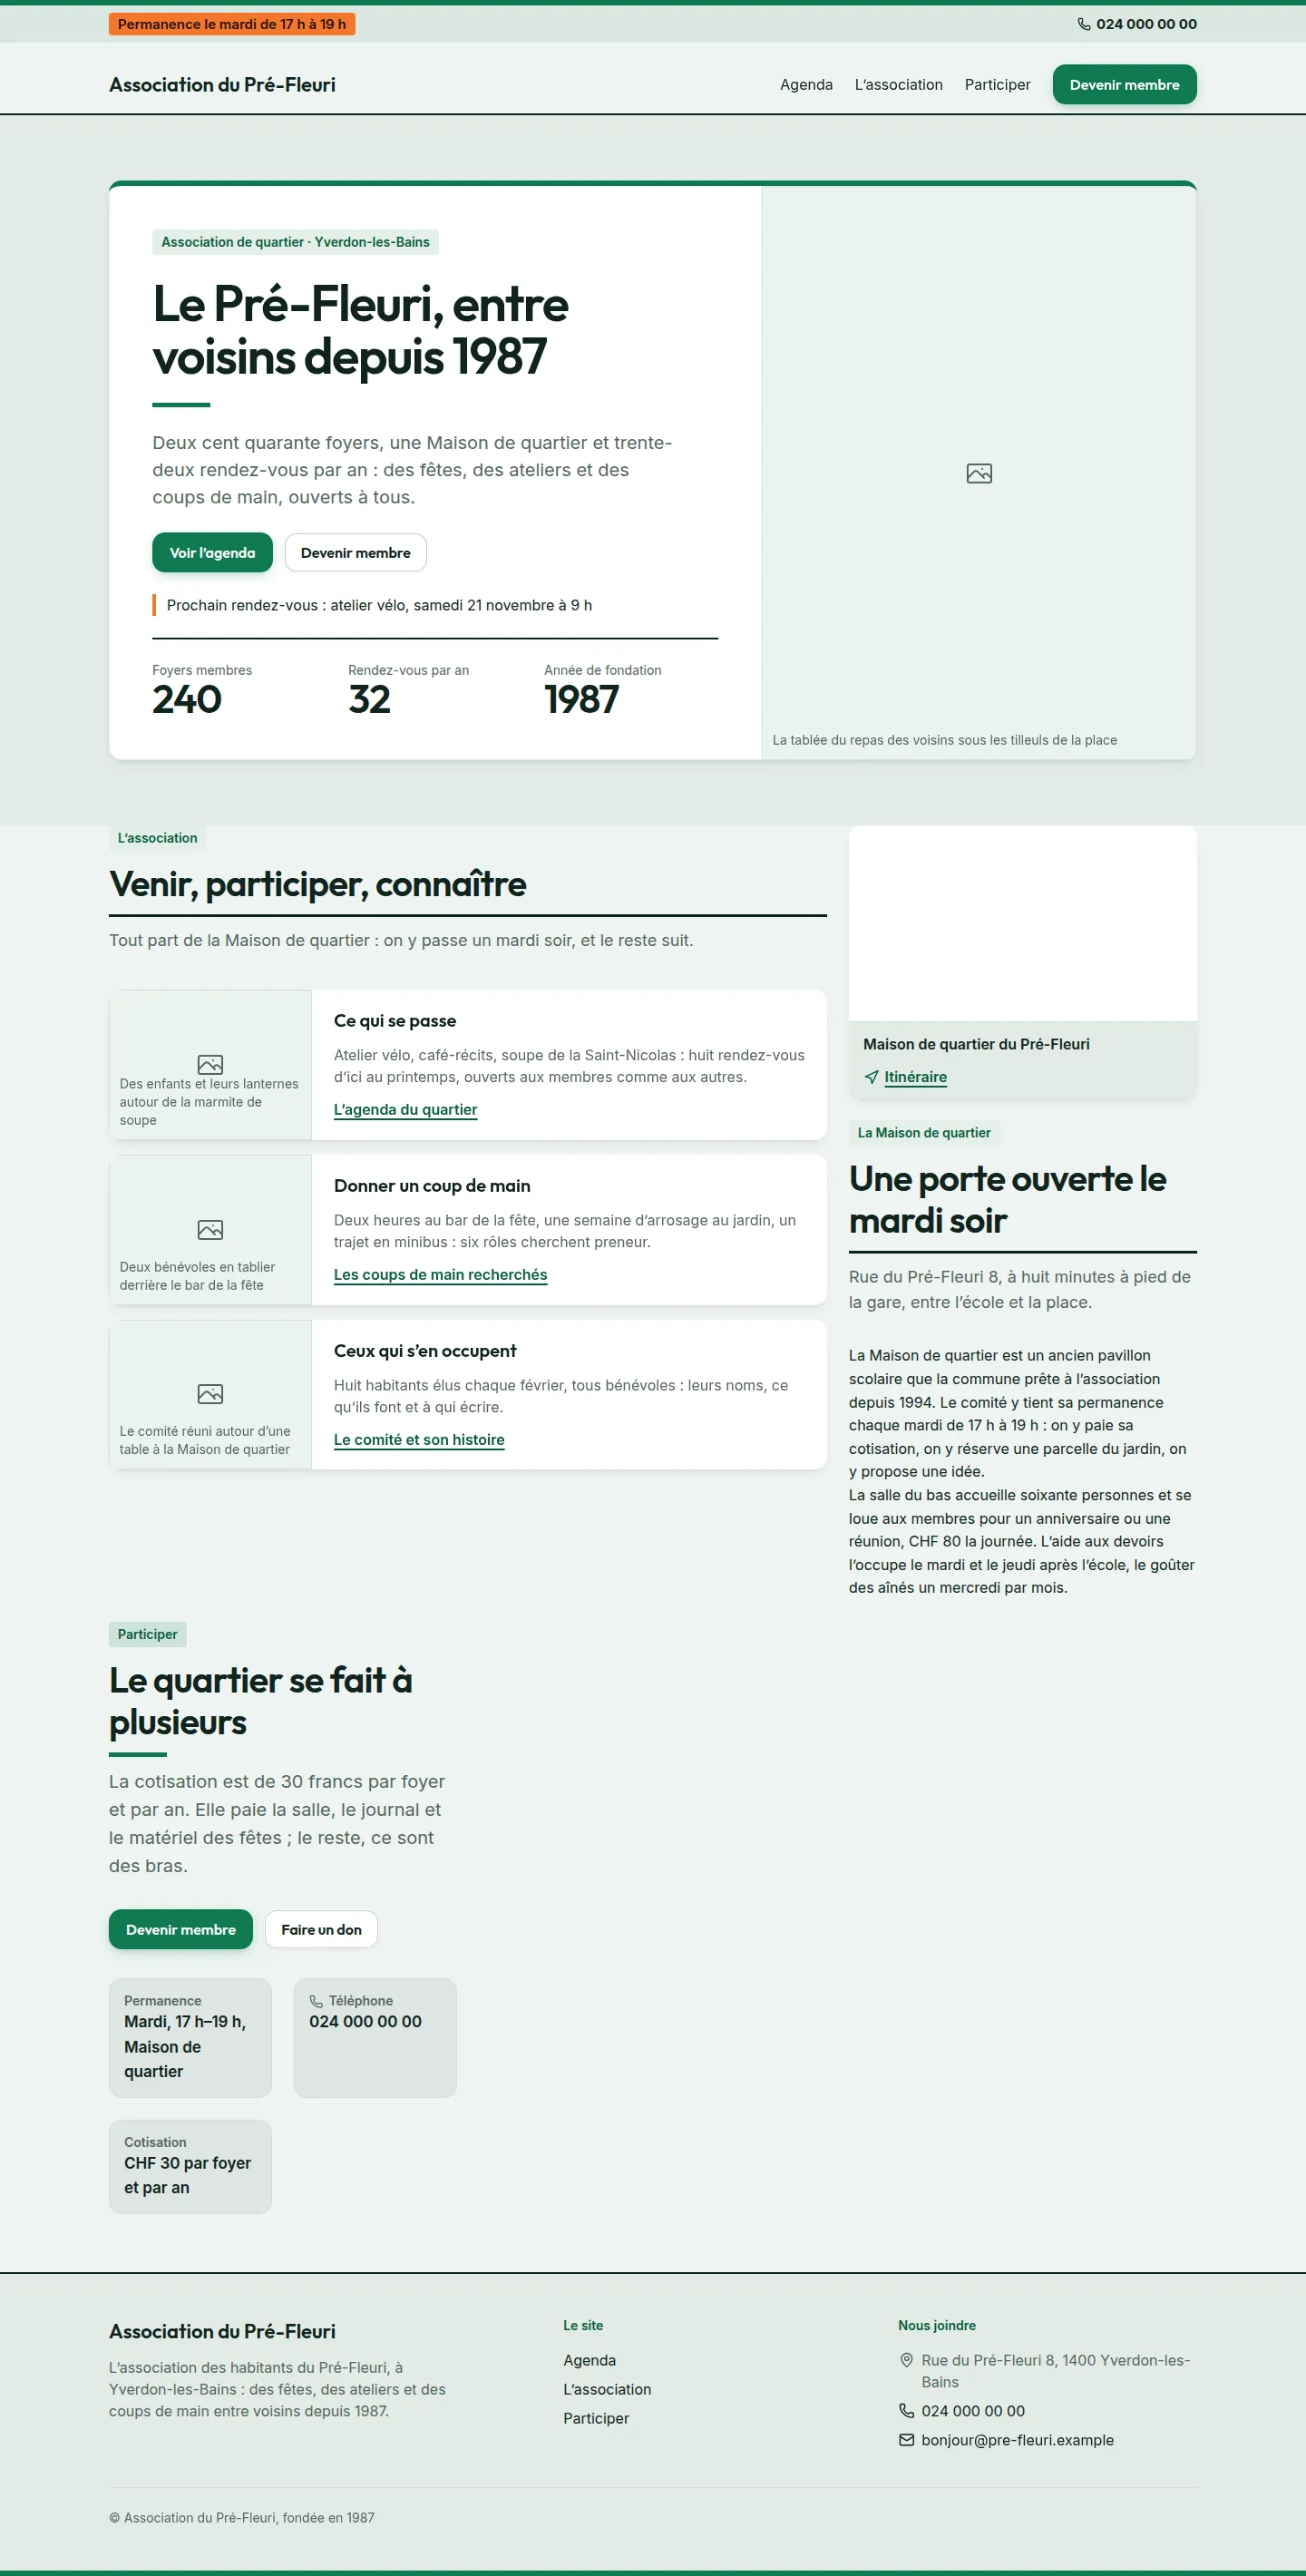 Permanence le mardi de 17 h à 19 h
024 000 00 00
Association du Pré-Fleuri
Agenda
L'association
Participer
Devenir membre
Association de quartier · Yverdon-les-Bains
Le Pré-Fleuri, entre
voisins depuis 1987
Deux cent quarante foyers, une Maison de quartier et trente-
deux rendez-vous par an : des fêtes, des ateliers et des
coups de main, ouverts à tous.
Voir l'agenda
Devenir membre
Prochain rendez-vous : atelier vélo, samedi 21 novembre à 9 h
Foyers membres
240
Rendez-vous par an
32
Année de fondation
1987
La tablée du repas des voisins sous les tilleuls de la place
L'association
Venir, participer, connaître
Tout part de la Maison de quartier : on y passe un mardi soir, et le reste suit.
Des enfants et leurs lanternes
autour de la marmite de
soupe
Ce qui se passe
Atelier vélo, café-récits, soupe de la Saint-Nicolas : huit rendez-vous
d'ici au printemps, ouverts aux membres comme aux autres.
L'agenda du quartier
Deux bénévoles en tablier
derrière le bar de la fête
Donner un coup de main
Deux heures au bar de la fête, une semaine d'arrosage au jardin, un
trajet en minibus : six rôles cherchent preneur.
Les coups de main recherchés
Le comité réuni autour d'une
table à la Maison de quartier
Ceux qui s'en occupent
Huit habitants élus chaque février, tous bénévoles : leurs noms, ce
qu'ils font et à qui écrire.
Le comité et son histoire
Maison de quartier du Pré-Fleuri
Itinéraire
La Maison de quartier
Une porte ouverte le
mardi soir
Rue du Pré-Fleuri 8, à huit minutes à pied de
la gare, entre l'école et la place.
La Maison de quartier est un ancien pavillon
scolaire que la commune prête à l'association
depuis 1994. Le comité y tient sa permanence
chaque mardi de 17 h à 19 h : on y paie sa
cotisation, on y réserve une parcelle du jardin, on
y propose une idée.
La salle du bas accueille soixante personnes et se
loue aux membres pour un anniversaire ou une
réunion, CHF 80 la journée. L'aide aux devoirs
l'occupe le mardi et le jeudi après l'école, le goûter
des aînés un mercredi par mois.
Participer
Le quartier se fait à
plusieurs
La cotisation est de 30 francs par foyer
et par an. Elle paie la salle, le journal et
le matériel des fêtes ; le reste, ce sont
des bras.
Devenir membre
Faire un don
Permanence
Mardi, 17 h–19 h,
Maison de
quartier
Téléphone
024 000 00 00
Cotisation
CHF 30 par foyer
et par an
Association du Pré-Fleuri
L'association des habitants du Pré-Fleuri, à
Yverdon-les-Bains : des fêtes, des ateliers et des
coups de main entre voisins depuis 1987.
Le site
Agenda
L'association
Participer
Nous joindre
Rue du Pré-Fleuri 8, 1400 Yverdon-les-
Bains
024 000 00 00
bonjour@pre-fleuri.example
© Association du Pré-Fleuri, fondée en 1987